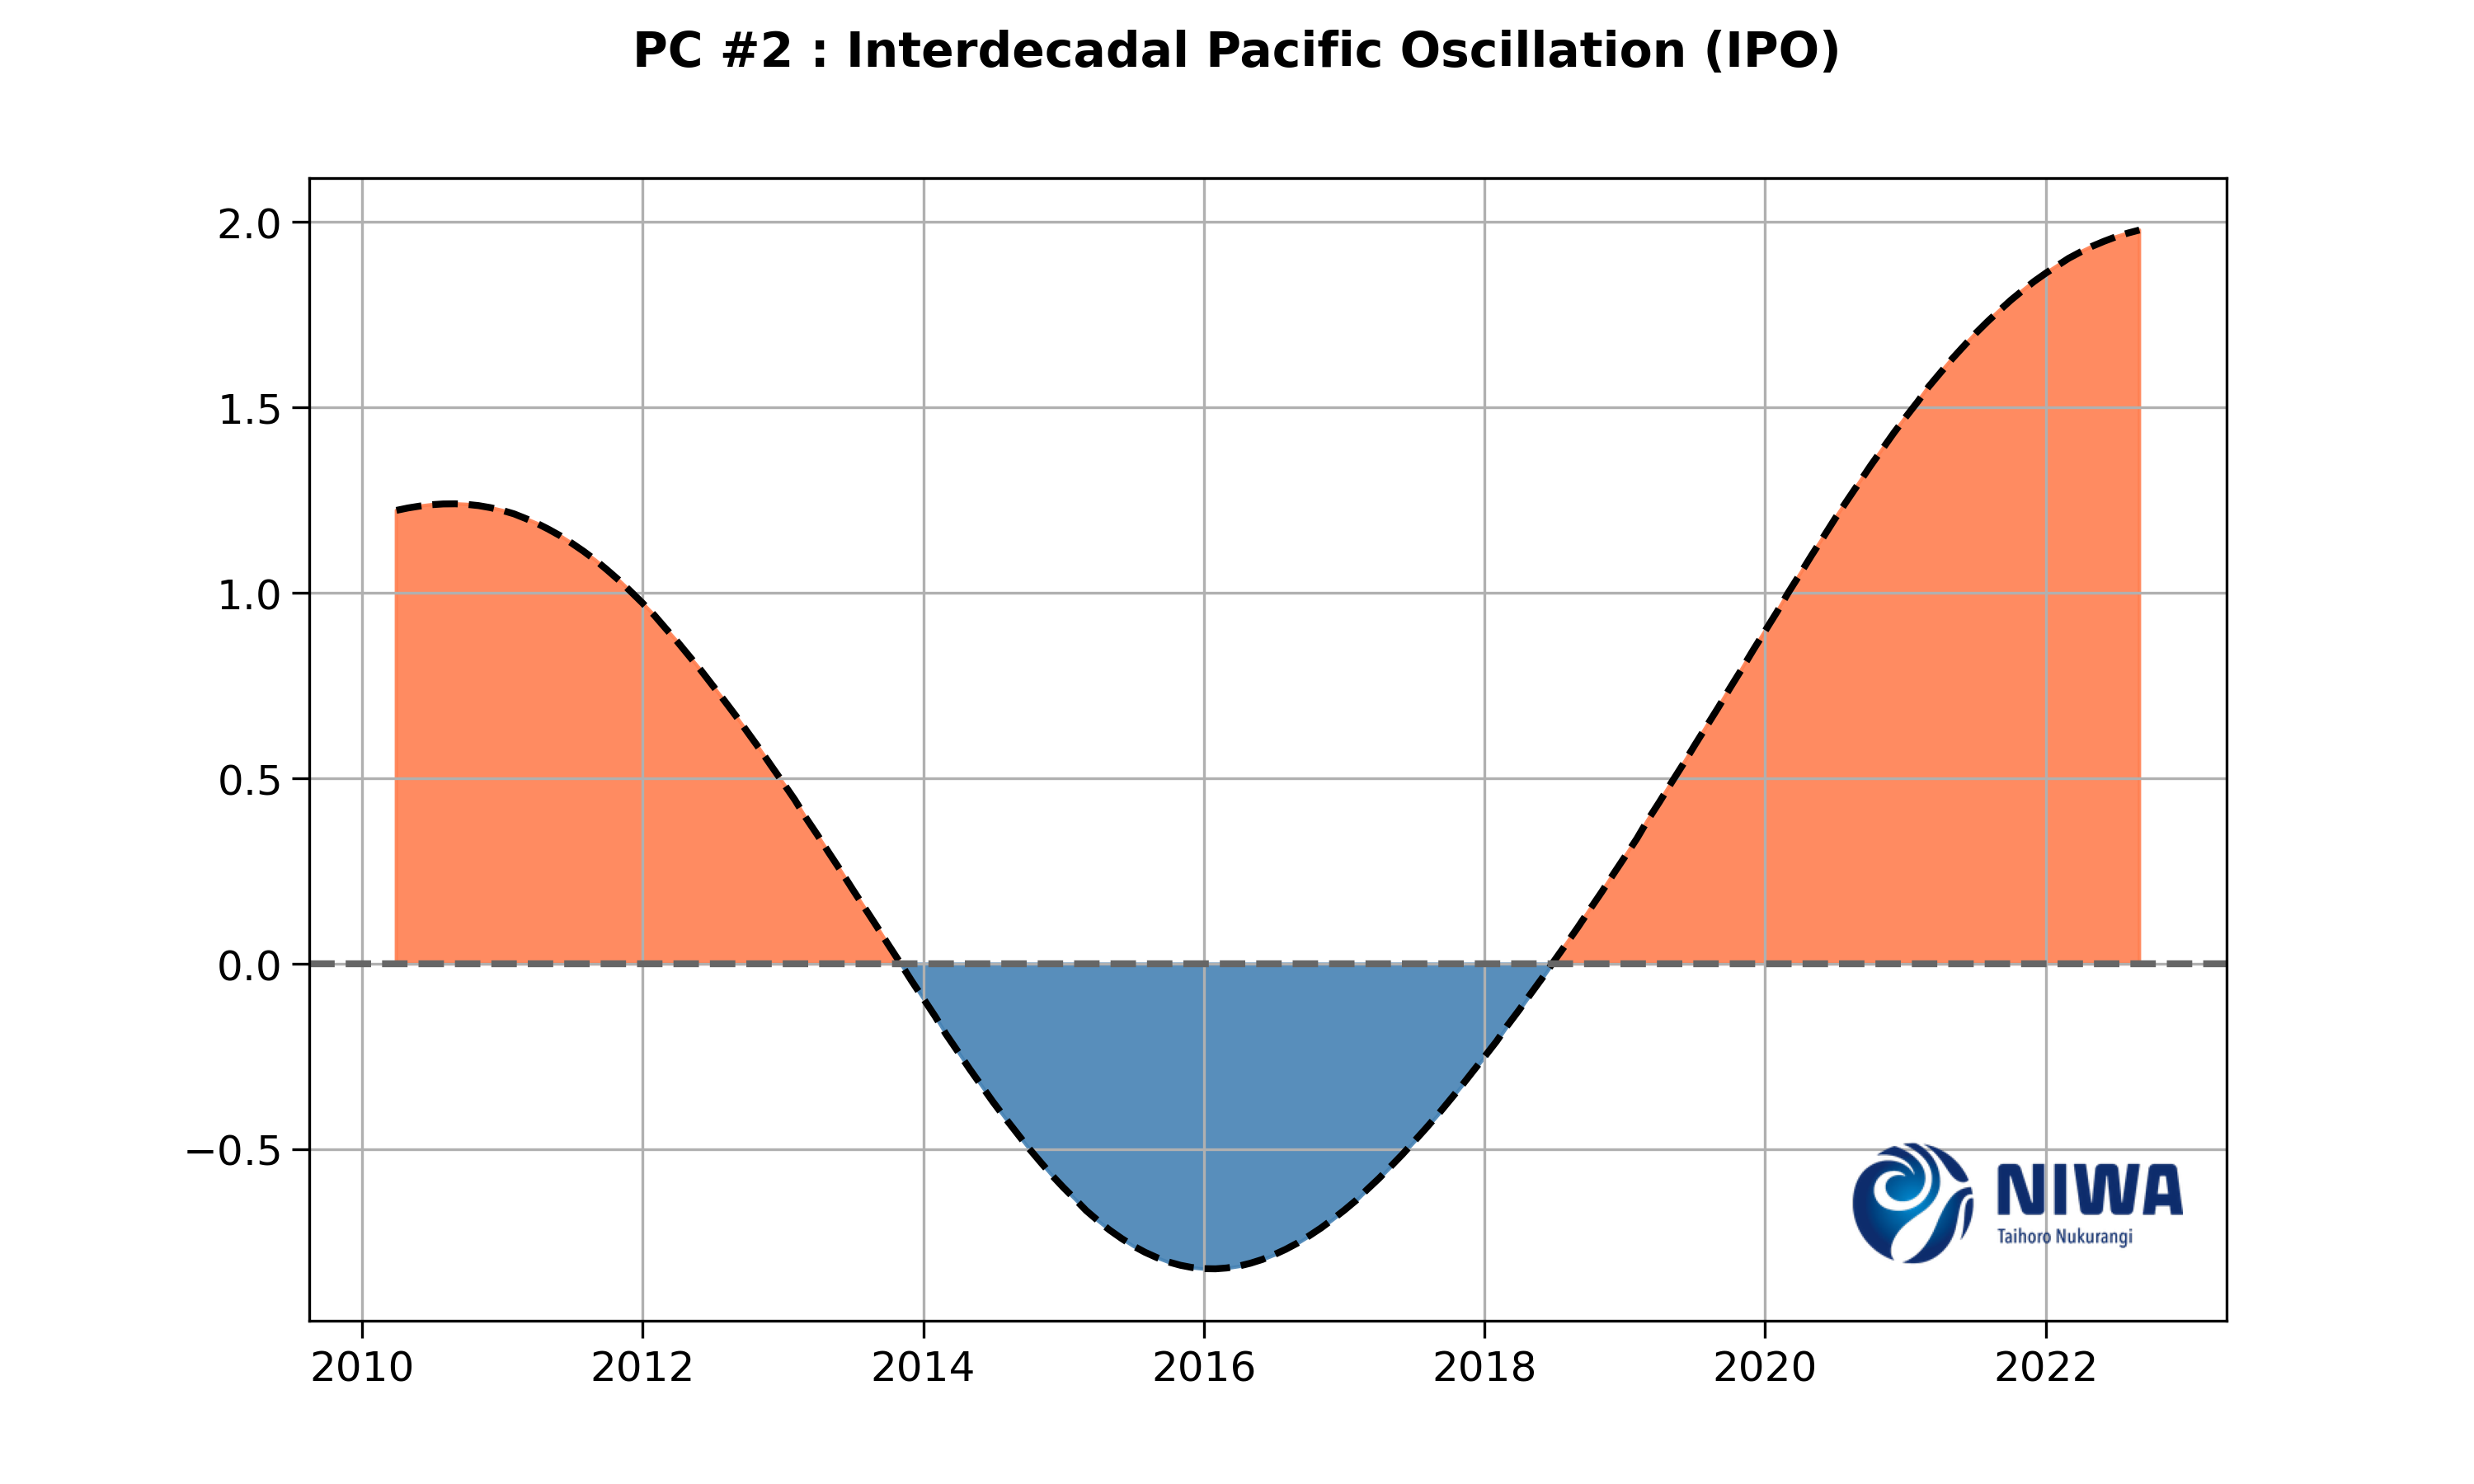 PC #2 : Interdecadal Pacific Oscillation (IPO)
2.0
1.5
1.0
0.5
0.0
−0.5
NIWA
Taihoro Nukurangi
2010 2012 2014 2016 2018 2020 2022